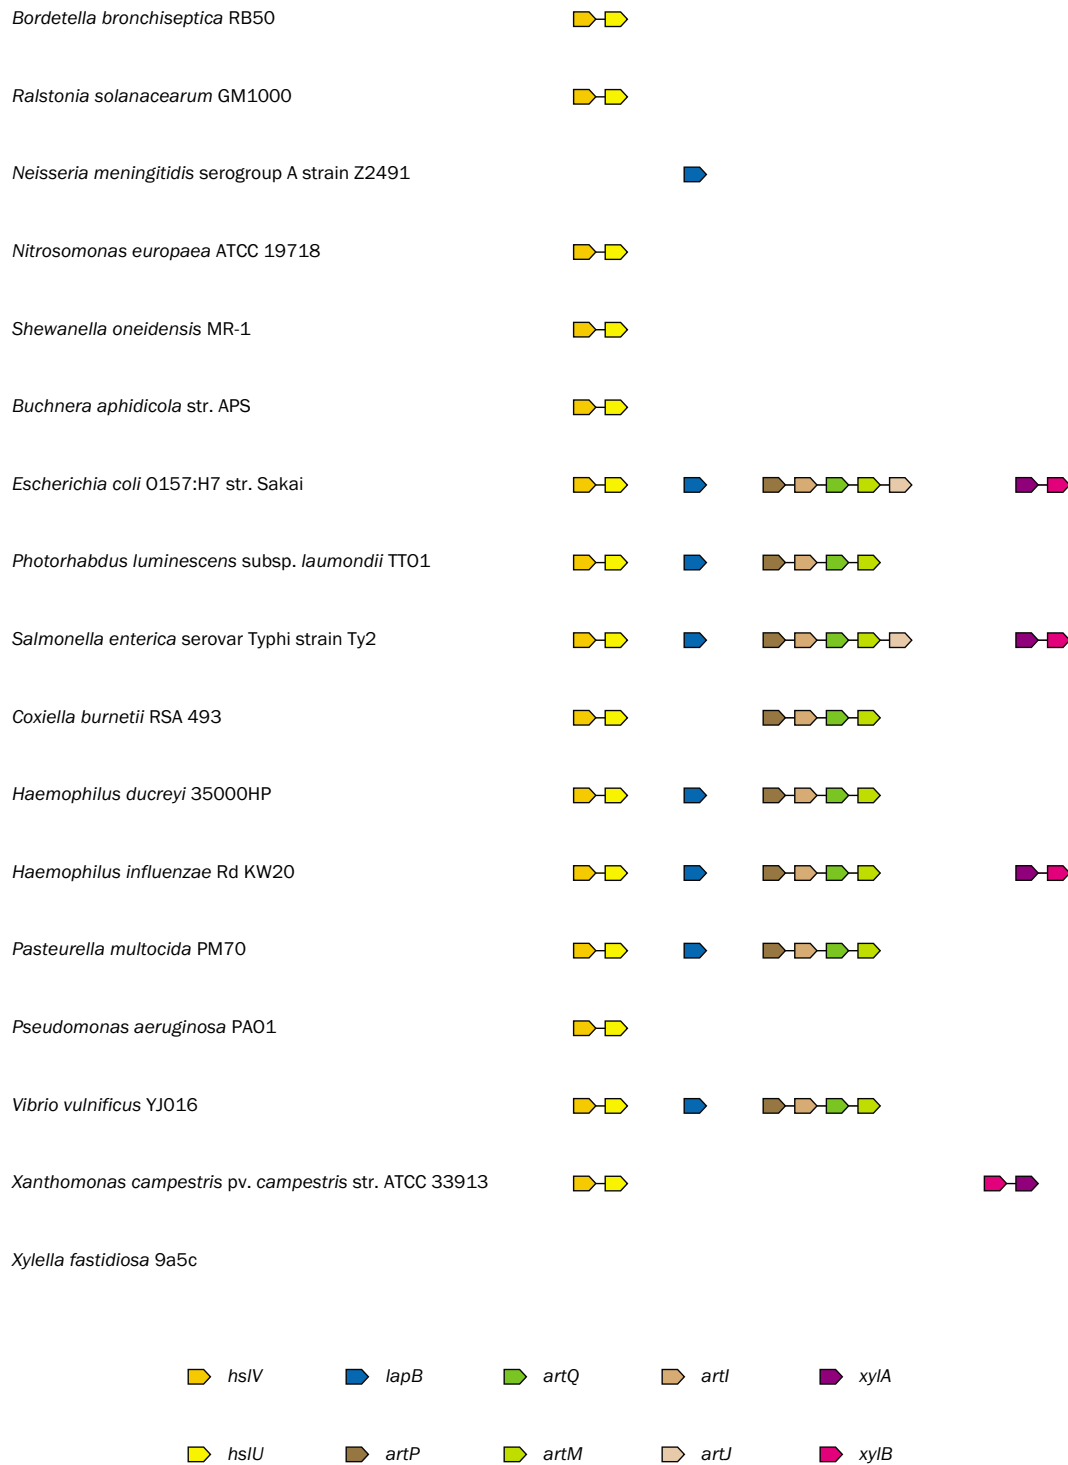 Bordetella bronchiseptica RB50
Ralstonia solanacearum GM1000
Neisseria meningitidis serogroup A strain Z2491
Nitrosomonas europaea ATCC 19718
Shewanella oneidensis MR-1
Buchnera aphidicola str. APS
Escherichia coli O157:H7 str. Sakai
Photorhabdus luminescens subsp. laumondii TTO1
Salmonella enterica serovar Typhi strain Ty2
Coxiella burnetii RSA 493
Haemophilus ducreyi 35000HP
Haemophilus influenzae Rd KW20
Pasteurella multocida PM70
Pseudomonas aeruginosa PAO1
Vibrio vulnificus YJ016
Xanthomonas campestris pv. campestris str. ATCC 33913
Xylella fastidiosa 9a5c
hslV lapB artQ artI xylA
hslU artP artM artJ xylB